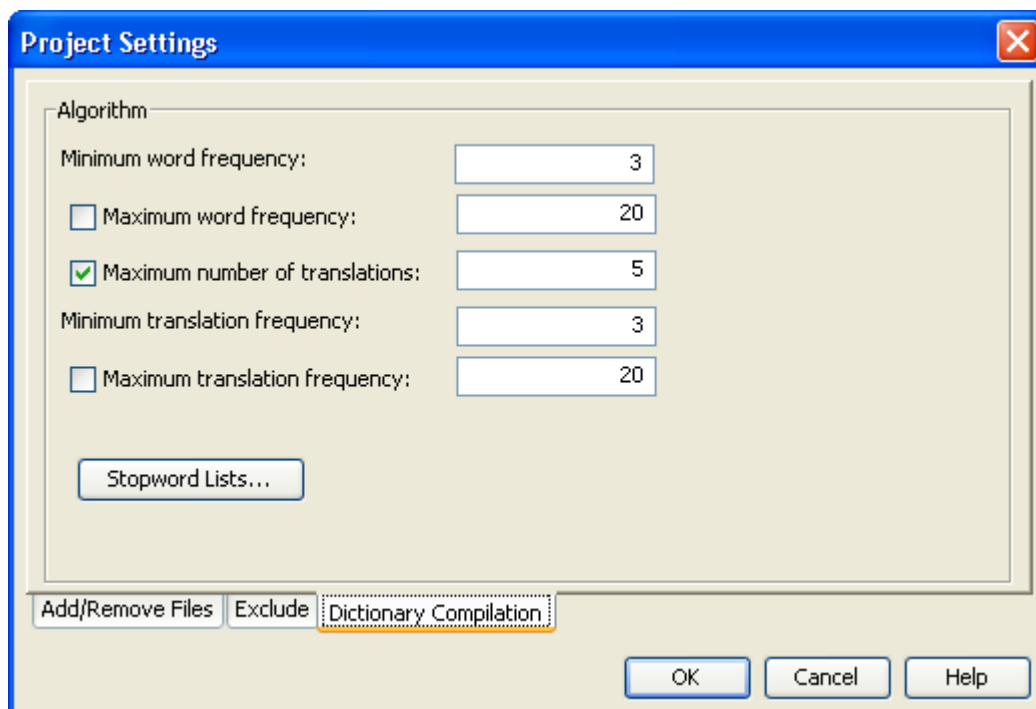 Project Settings
Algorithm
Minimum word frequency: 3
Maximum word frequency: 20
Maximum number of translations: 5
Minimum translation frequency: 3
Maximum translation frequency: 20
Stopword Lists...
Add/Remove Files Exclude Dictionary Compilation
OK Cancel Help